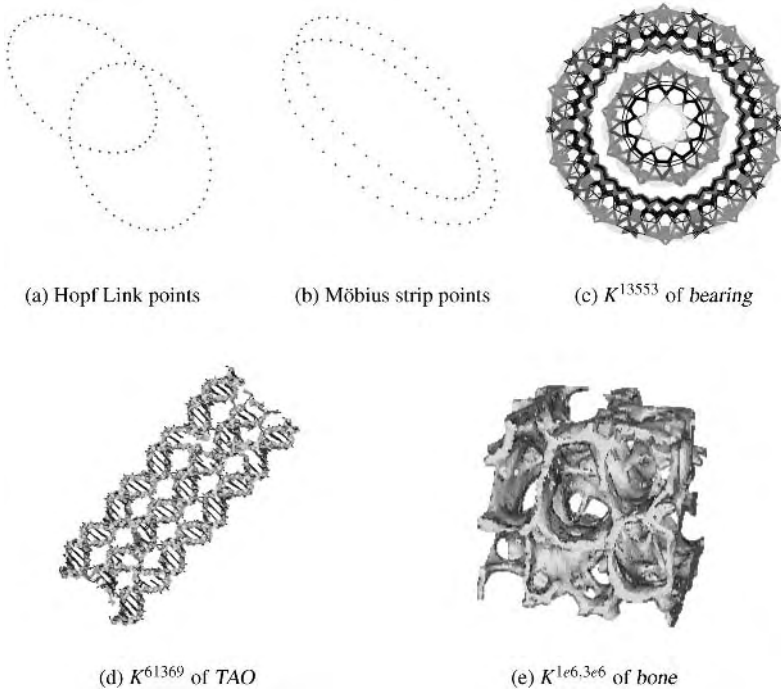 (a) Hopf Link points
(b) Möbius strip points
(c) K^13553 of bearing
(d) K^61369 of TAO
(e) K^1e6,3e6 of bone